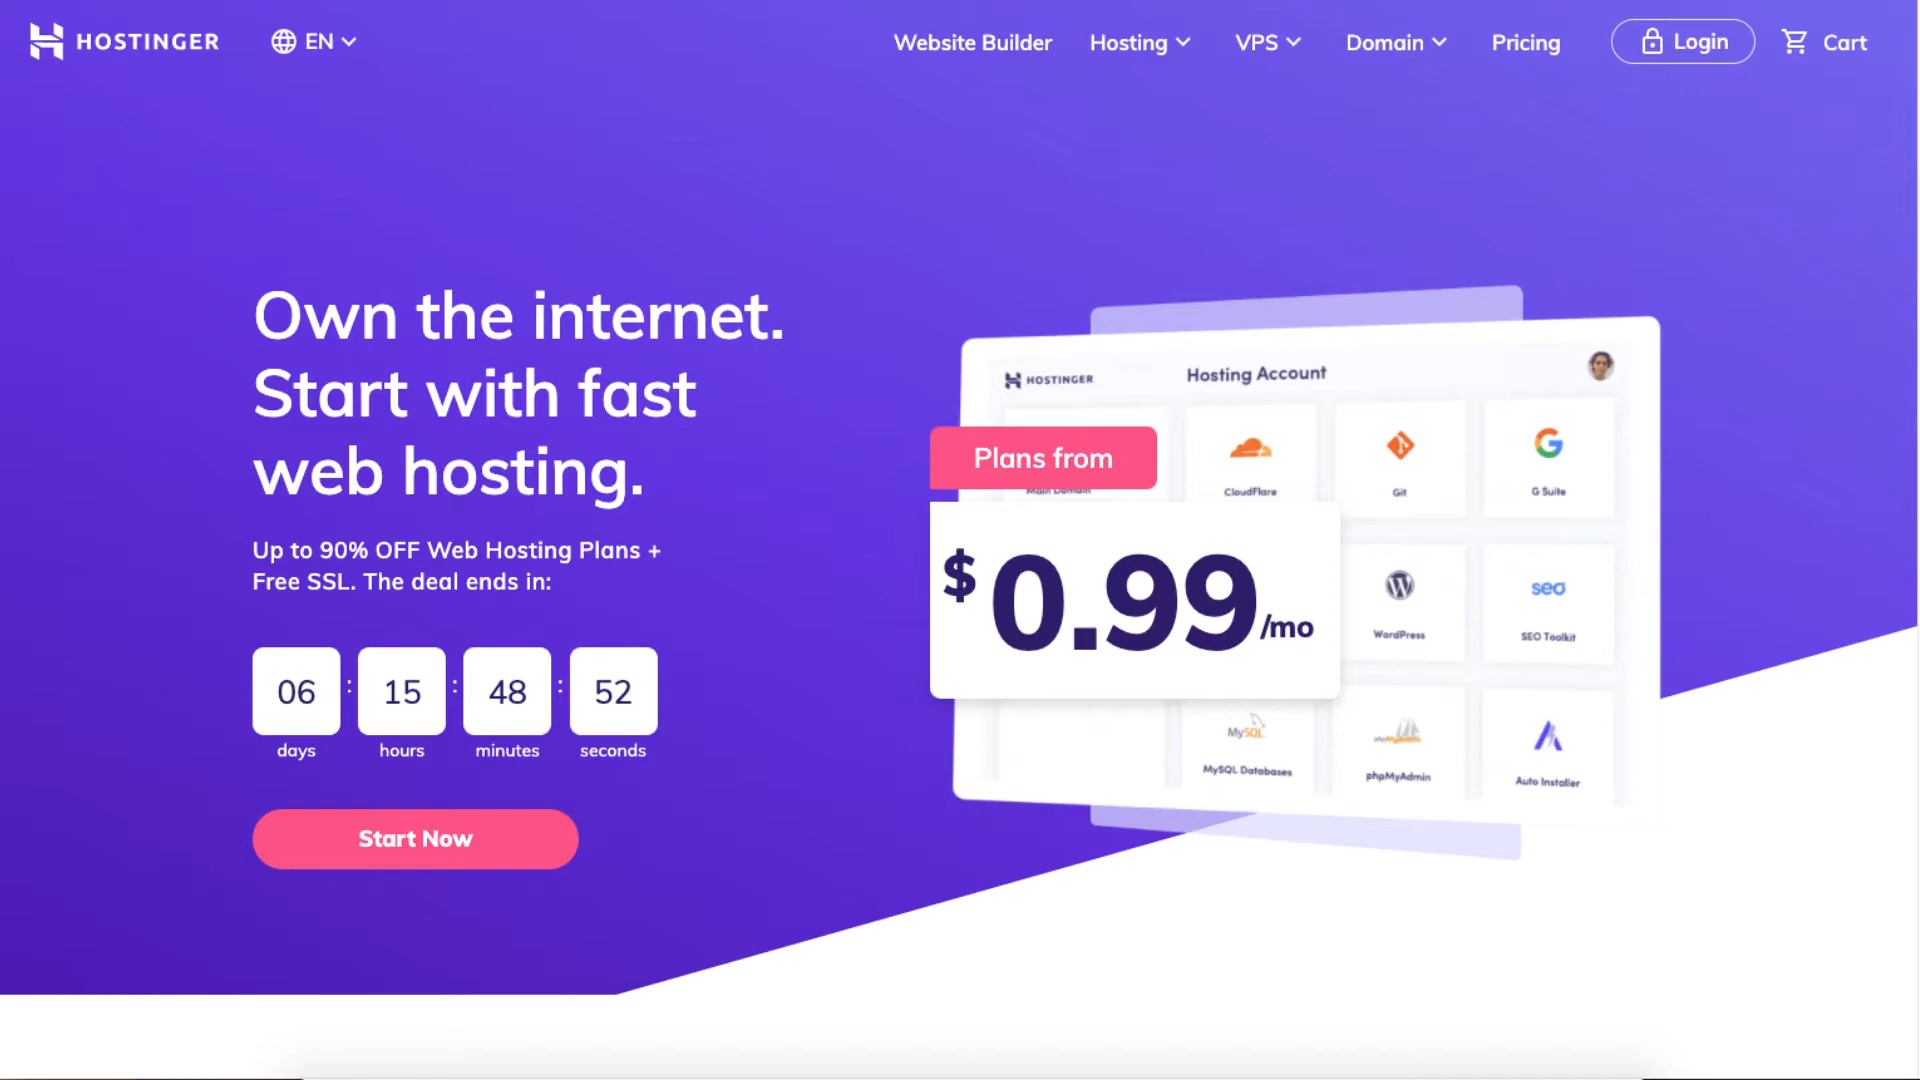 HOSTINGER
EN
Website Builder
Hosting
VPS
Domain
Pricing
Login
Cart
Own the internet.
Start with fast
web hosting.
Up to 90% OFF Web Hosting Plans +
Free SSL. The deal ends in:
06 : 15 : 48 : 52
days hours minutes seconds
Start Now
HOSTINGER
Hosting Account
Plans from
$0.99/mo
Main Domain
CloudFlare
Git
G Suite
WordPress
seo
SEO Toolkit
MySQL
MySQL Databases
phpMyAdmin
Auto Installer